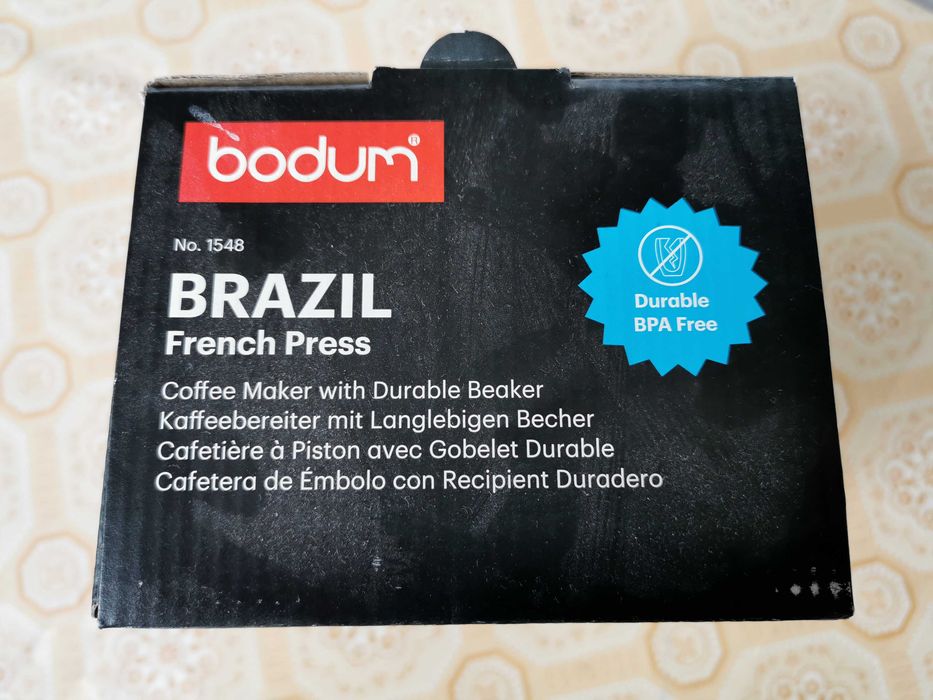 bodum®
No. 1548
BRAZIL
French Press
Coffee Maker with Durable Beaker
Kaffeebereiter mit Langlebigen Becher
Cafetière à Piston avec Gobelet Durable
Cafetera de Émbolo con Recipient Duradero
Durable
BPA Free